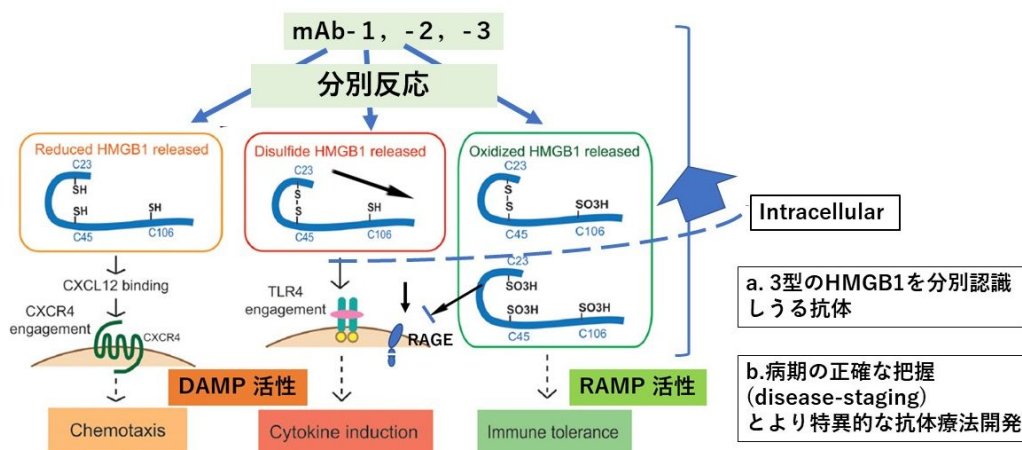 mAb-1, -2, -3
分別反応
Reduced HMGB1 released
C23
SH
SH
SH
C45
C106
Disulfide HMGB1 released
C23
S
S
SH
C45
C106
Oxidized HMGB1 released
C23
S
S
SO3H
C45
C106
C23
SO3H
SO3H
SO3H
C45
C106
Intracellular
CXCL12 binding
CXCR4
engagement
CXCR4
TLR4
engagement
RAGE
DAMP 活性
RAMP 活性
Chemotaxis
Cytokine induction
Immune tolerance
a. 3型のHMGB1を分別認識
しうる抗体
b.病期の正確な把握
(disease-staging)
とより特異的な抗体療法開発